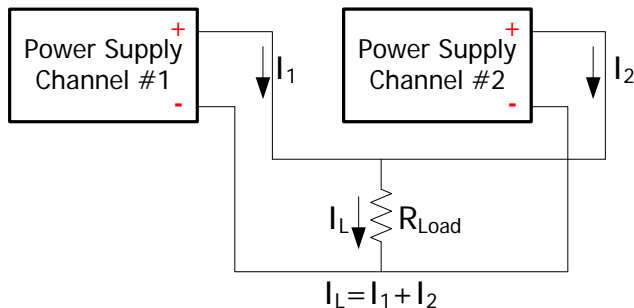 Power Supply
Channel #1
+
-
I1
Power Supply
Channel #2
+
-
I2
IL
RLoad
IL=I1+I2